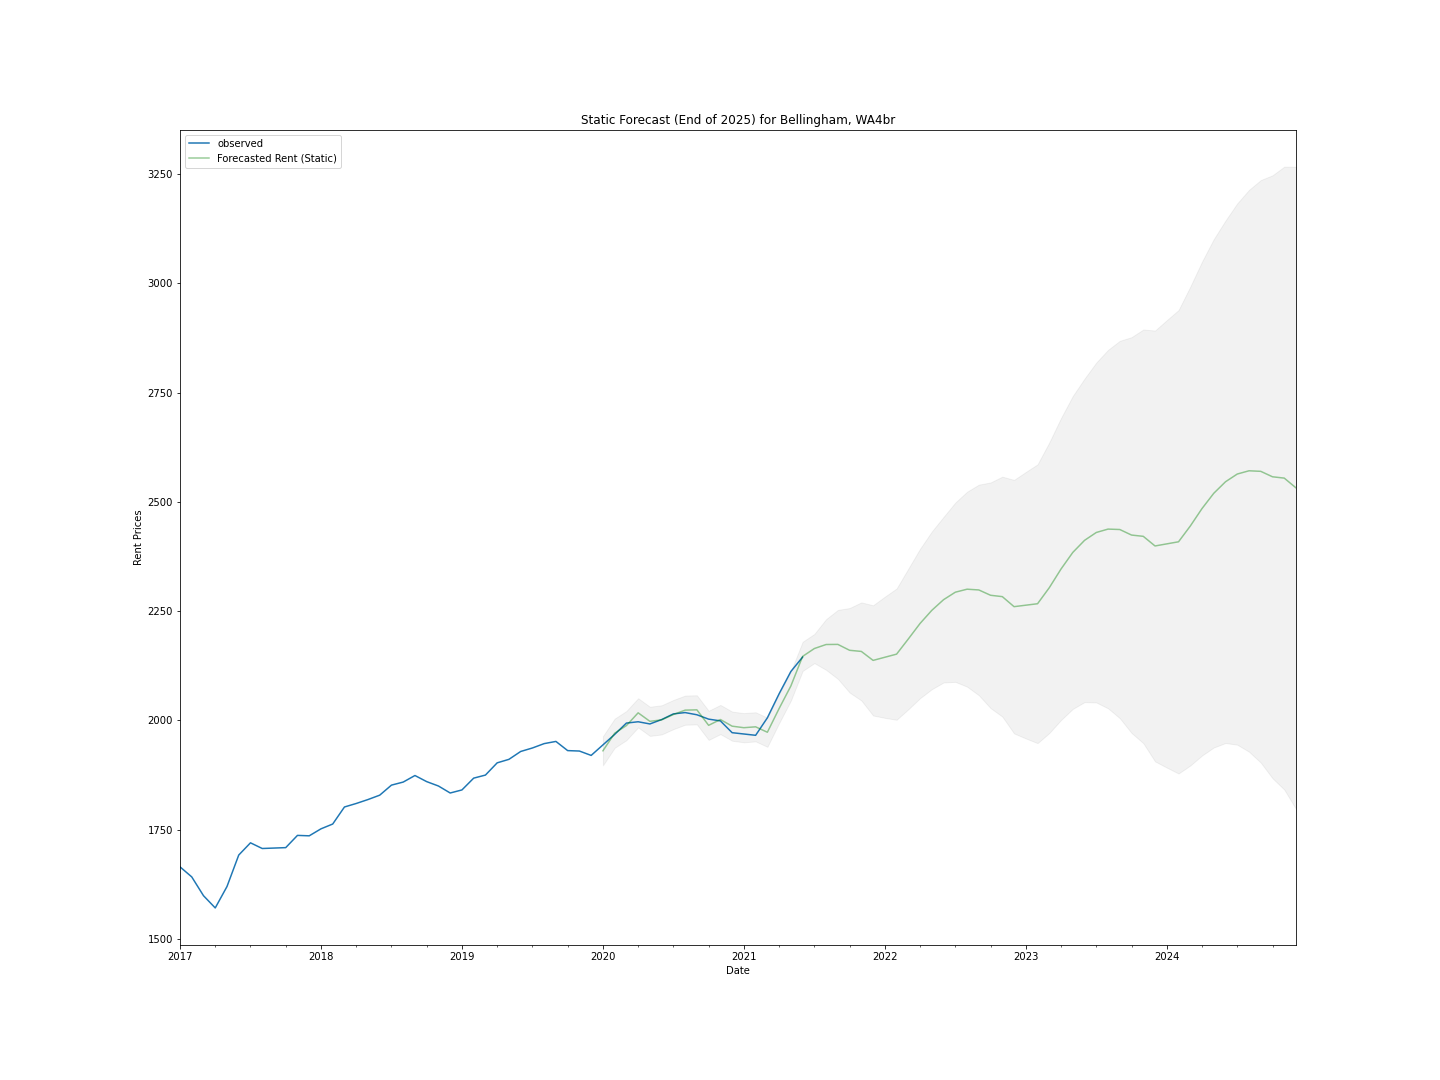 Static Forecast (End of 2025) for Bellingham, WA4br
observed
Forecasted Rent (Static)
3250
3000
2750
2500
2250
2000
1750
1500
Rent Prices
2017 2018 2019 2020 2021 2022 2023 2024
Date